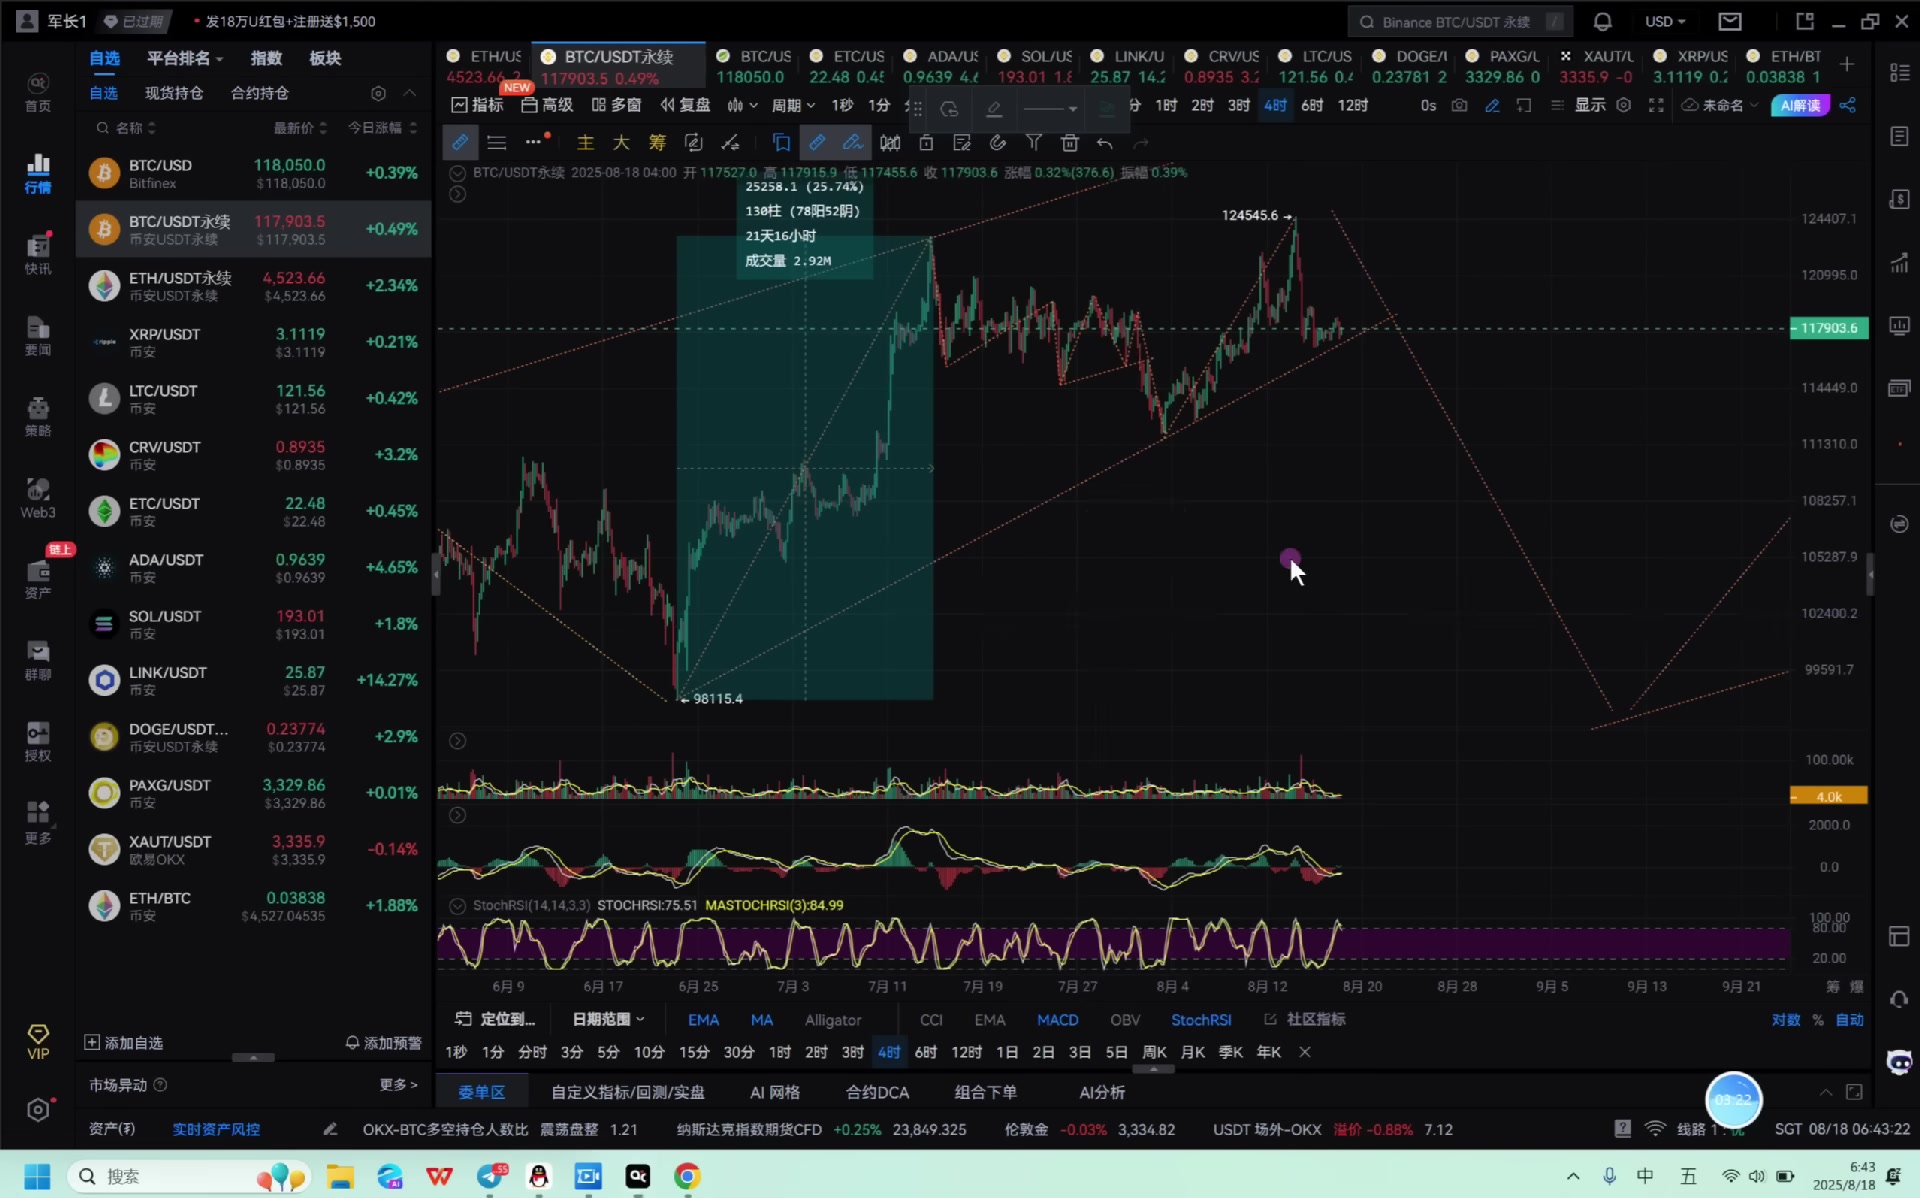 军长1 已过期 • 发18万U红包+注册送$1,500 Binance BTC/USDT 永续 / USD
自选 平台排名 指数 板块
自选 现货持仓 合约持仓
名称 最新价 今日涨幅
BTC/USD 118,050.0 +0.39%
Bitfinex $118,050.0
BTC/USDT永续 117,903.5 +0.49%
币安USDT永续 $117,903.5
ETH/USDT永续 4,523.66 +2.34%
币安USDT永续 $4,523.66
XRP/USDT 3.1119 +0.21%
币安 $3.1119
LTC/USDT 121.56 +0.42%
币安 $121.56
CRV/USDT 0.8935 +3.2%
币安 $0.8935
ETC/USDT 22.48 +0.45%
币安 $22.48
ADA/USDT 0.9639 +4.65%
币安 $0.9639
SOL/USDT 193.01 +1.8%
币安 $193.01
LINK/USDT 25.87 +14.27%
币安 $25.87
DOGE/USDT... 0.23774 +2.9%
币安USDT永续 $0.23774
PAXG/USDT 3,329.86 +0.01%
币安 $3,329.86
XAUT/USDT 3,335.9 -0.14%
欧易OKX $3,335.9
ETH/BTC 0.03838 +1.88%
币安 $4,527.04535
添加自选 添加预警
市场异动 更多 >
首页
行情
快讯
要闻
策略
Web3
链上
资产
群聊
授权
更多
VIP
ETH/US BTC/USDT永续 BTC/US ETC/US ADA/US SOL/US LINK/U CRV/US LTC/US DOGE/I PAXG/L XAUT/L XRP/US ETH/BT
4523.66 2 117903.5 0.49% 118050.0 22.48 0.45 0.9639 4.6 193.01 1.8 25.87 14.2 0.8935 3.2 121.56 0.4 0.23781 2 3329.86 0 3335.9 -0 3.1119 0.2 0.03838 1
NEW
指标 高级 多窗 复盘 周期 1秒 1分 分 1时 2时 3时 4时 6时 12时 0s 显示 未命名 AI解读
主 大 筹
BTC/USDT永续 2025-08-18 04:00 开 117527.0 高 117915.9 低 117455.6 收 117903.6 涨幅 0.32%(376.6) 振幅 0.39%
25258.1 (25.74%)
130柱 (78阳52阴)
21天16小时
成交量 2.92M
124545.6
98115.4
124407.1
120995.0
117903.6
114449.0
111310.0
108257.1
105287.9
102400.2
99591.7
100.00k
4.0k
2000.0
0.0
StochRSI(14,14,3,3) STOCHRSI:75.51 MASTOCHRSI(3):84.99
100.00
80.00
20.00
6月9 6月17 6月25 7月3 7月11 7月19 7月27 8月4 8月12 8月20 8月28 9月5 9月13 9月21 筹 爆
定位到... 日期范围 EMA MA Alligator CCI EMA MACD OBV StochRSI 社区指标 对数 % 自动
1秒 1分 分时 3分 5分 10分 15分 30分 1时 2时 3时 4时 6时 12时 1日 2日 3日 5日 周K 月K 季K 年K
委单区 自定义指标/回测/实盘 AI 网格 合约DCA 组合下单 AI分析
03:22
资产(₮) 实时资产风控 OKX-BTC多空持仓人数比 震荡盘整 1.21 纳斯达克指数期货CFD +0.25% 23,849.325 伦敦金 -0.03% 3,334.82 USDT 场外-OKX 溢价 -0.88% 7.12 线路 1 SGT 08/18 06:43:22
搜索 55 中 五 6:43
2025/8/18